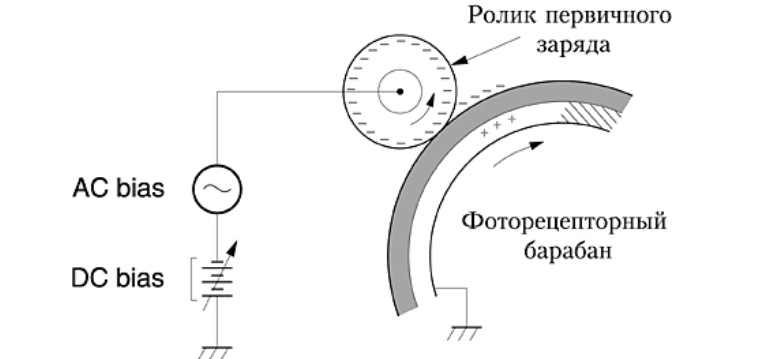 Ролик первичного
заряда
AC bias
DC bias
Фоторецепторный
барабан